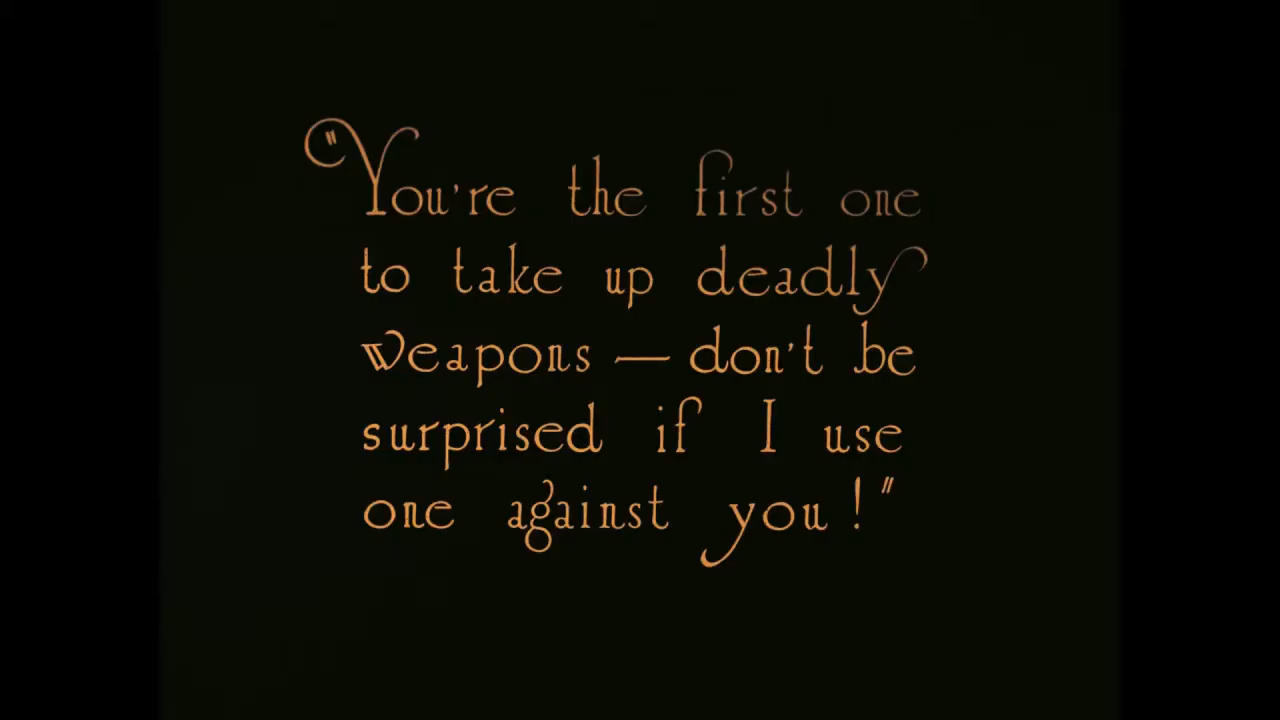 "You're the first one
to take up deadly
weapons — don't be
surprised if I use
one against you!"